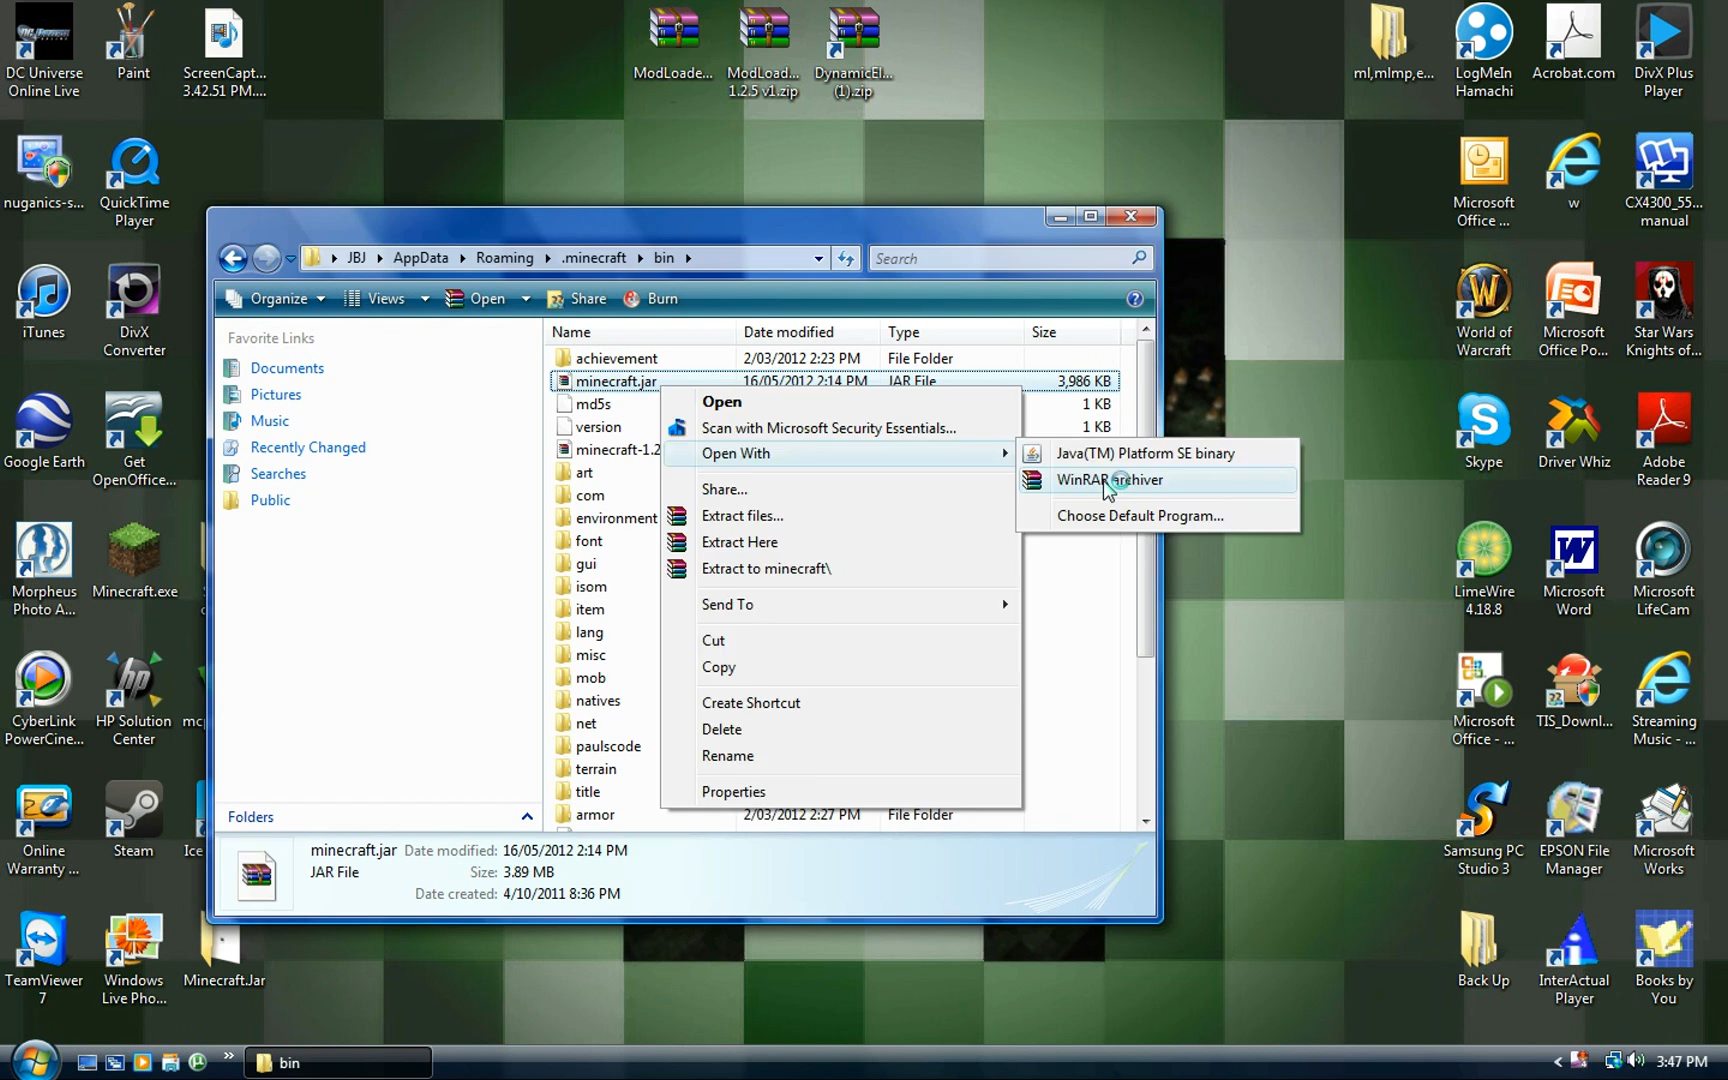 DC Universe
Online Live
Paint
ScreenCapt...
3.42.51 PM....
ModLoade...
ModLoad...
1.2.5 v1.zip
DynamicEl...
(1).zip
ml,mlmp,e...
LogMeIn
Hamachi
Acrobat.com
DivX Plus
Player
nuganics-s...
QuickTime
Player
Microsoft
Office ...
w
CX4300_55...
manual
JBJ
AppData
Roaming
.minecraft
bin
Search
Organize
Views
Open
Share
Burn
iTunes
DivX
Converter
World of
Warcraft
Microsoft
Office Po...
Star Wars
Knights of...
Favorite Links
Documents
Pictures
Music
Recently Changed
Searches
Public
Name
Date modified
Type
Size
achievement
2/03/2012 2:23 PM
File Folder
minecraft.jar
16/05/2012 2:14 PM
JAR File
3,986 KB
md5s
1 KB
version
1 KB
minecraft-1.2
art
com
environment
font
gui
isom
item
lang
misc
mob
natives
net
paulscode
terrain
title
armor
2/03/2012 2:27 PM
File Folder
Open
Scan with Microsoft Security Essentials...
Open With
Share...
Extract files...
Extract Here
Extract to minecraft\
Send To
Cut
Copy
Create Shortcut
Delete
Rename
Properties
Java(TM) Platform SE binary
WinRAR archiver
Choose Default Program...
Google Earth
Get
OpenOffice...
Skype
Driver Whiz
Adobe
Reader 9
Morpheus
Photo A...
Minecraft.exe
LimeWire
4.18.8
Microsoft
Word
Microsoft
LifeCam
CyberLink
PowerCine...
HP Solution
Center
mcp
Microsoft
Office - ...
TIS_Downl...
Streaming
Music - ...
Folders
minecraft.jar
Date modified: 16/05/2012 2:14 PM
JAR File
Size: 3.89 MB
Date created: 4/10/2011 8:36 PM
Online
Warranty ...
Steam
Ice
Samsung PC
Studio 3
EPSON File
Manager
Microsoft
Works
TeamViewer
7
Windows
Live Pho...
Minecraft.Jar
Back Up
InterActual
Player
Books by
You
bin
3:47 PM